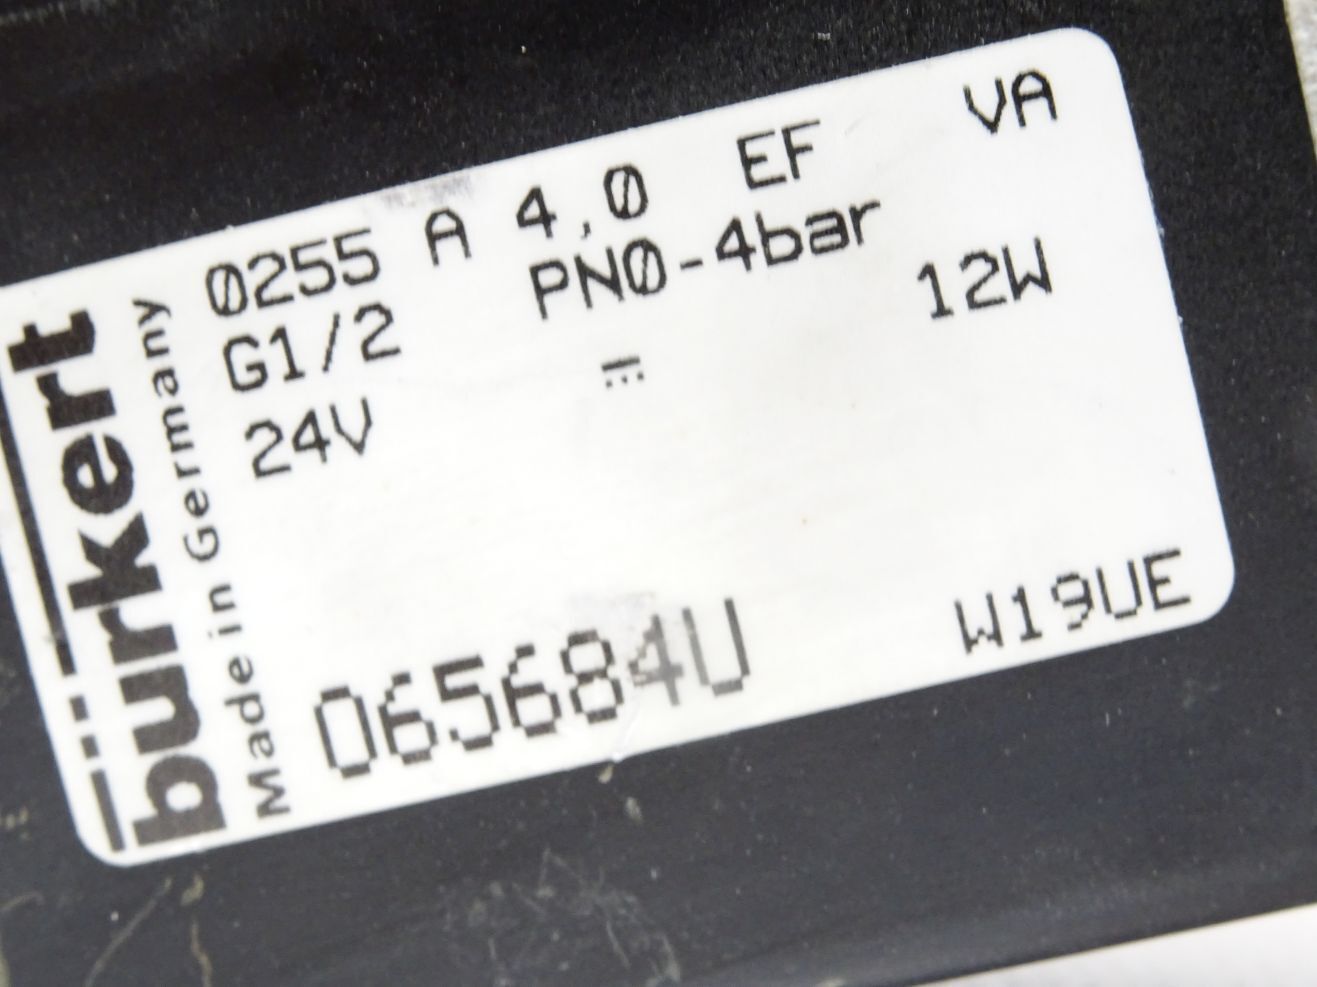 0255 A 4,0 EF VA
G1/2 PN0-4bar
24V ⎓ 12W
065684U W19UE
bürkert
Made in Germany